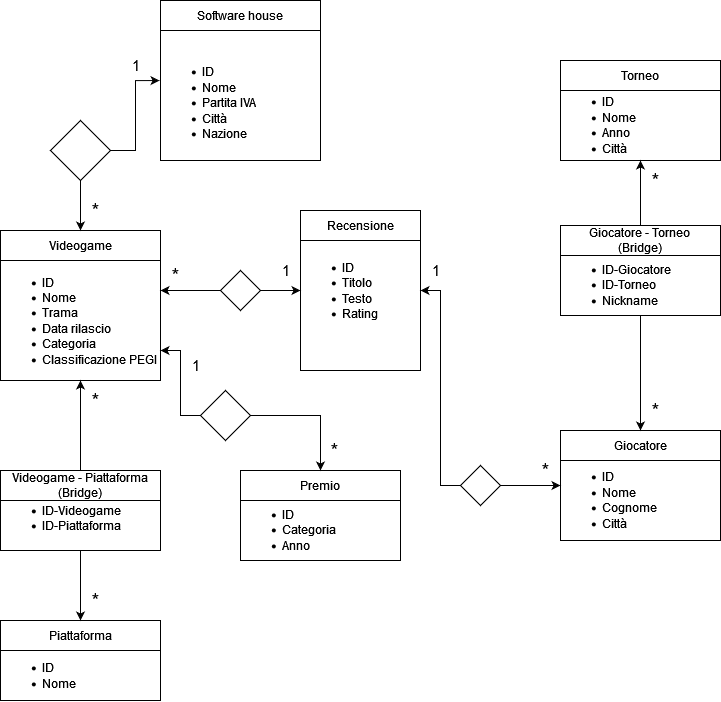 Software house
ID
Nome
Partita IVA
Città
Nazione
1
*
Videogame
ID
Nome
Trama
Data rilascio
Categoria
Classificazione PEGI
*
1
Recensione
ID
Titolo
Testo
Rating
1
*
1
*
Premio
ID
Categoria
Anno
*
Videogame - Piattaforma
(Bridge)
ID-Videogame
ID-Piattaforma
*
Piattaforma
ID
Nome
Torneo
ID
Nome
Anno
Città
*
Giocatore - Torneo
(Bridge)
ID-Giocatore
ID-Torneo
Nickname
*
Giocatore
ID
Nome
Cognome
Città